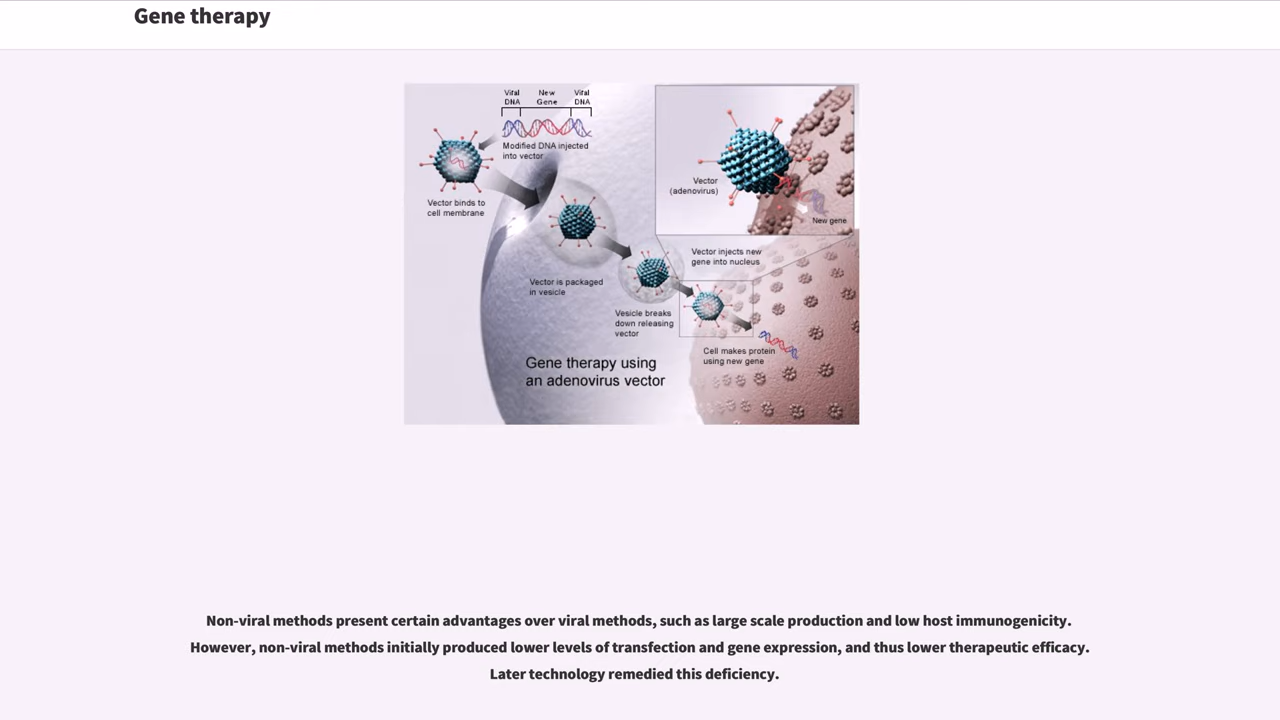 Gene therapy
Viral New Viral
DNA Gene DNA
Modified DNA injected
into vector
Vector binds to
cell membrane
Vector
(adenovirus)
New gene
Vector injects new
gene into nucleus
Vector is packaged
in vesicle
Vesicle breaks
down releasing
vector
Cell makes protein
using new gene
Gene therapy using
an adenovirus vector
Non-viral methods present certain advantages over viral methods, such as large scale production and low host immunogenicity.
However, non-viral methods initially produced lower levels of transfection and gene expression, and thus lower therapeutic efficacy.
Later technology remedied this deficiency.